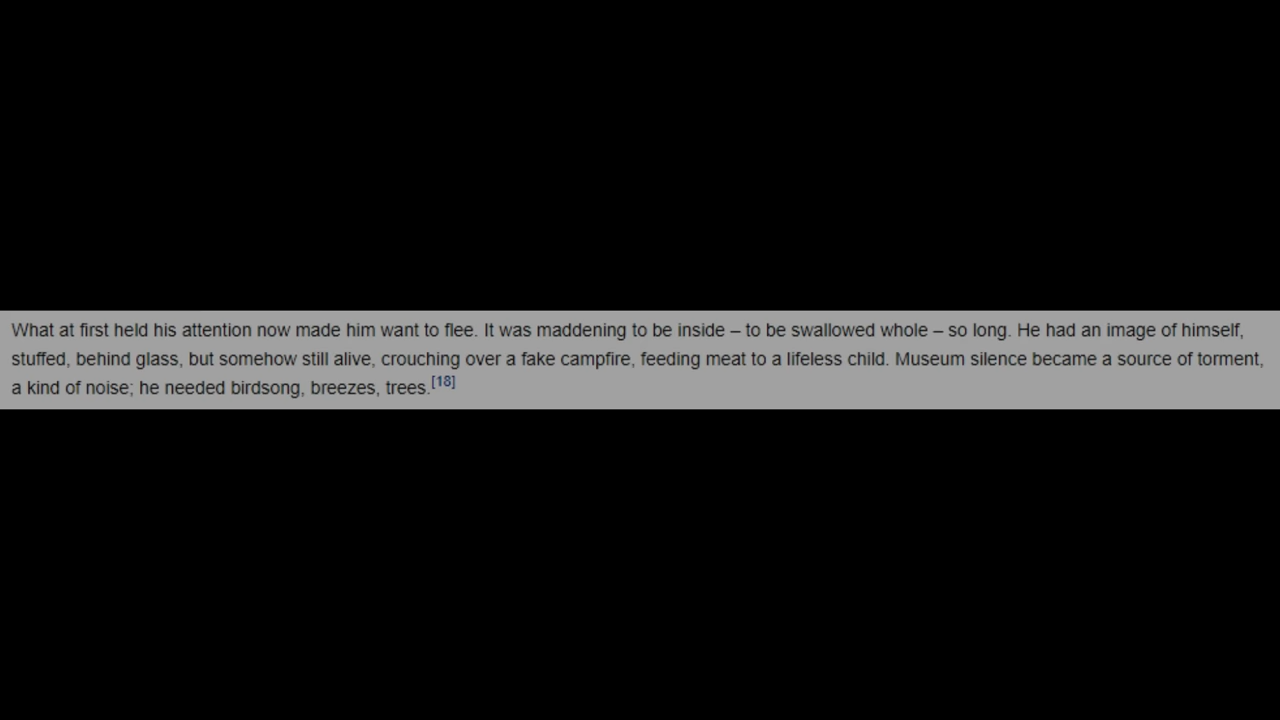 What at first held his attention now made him want to flee. It was maddening to be inside – to be swallowed whole – so long. He had an image of himself,
stuffed, behind glass, but somehow still alive, crouching over a fake campfire, feeding meat to a lifeless child. Museum silence became a source of torment,
a kind of noise; he needed birdsong, breezes, trees.[18]